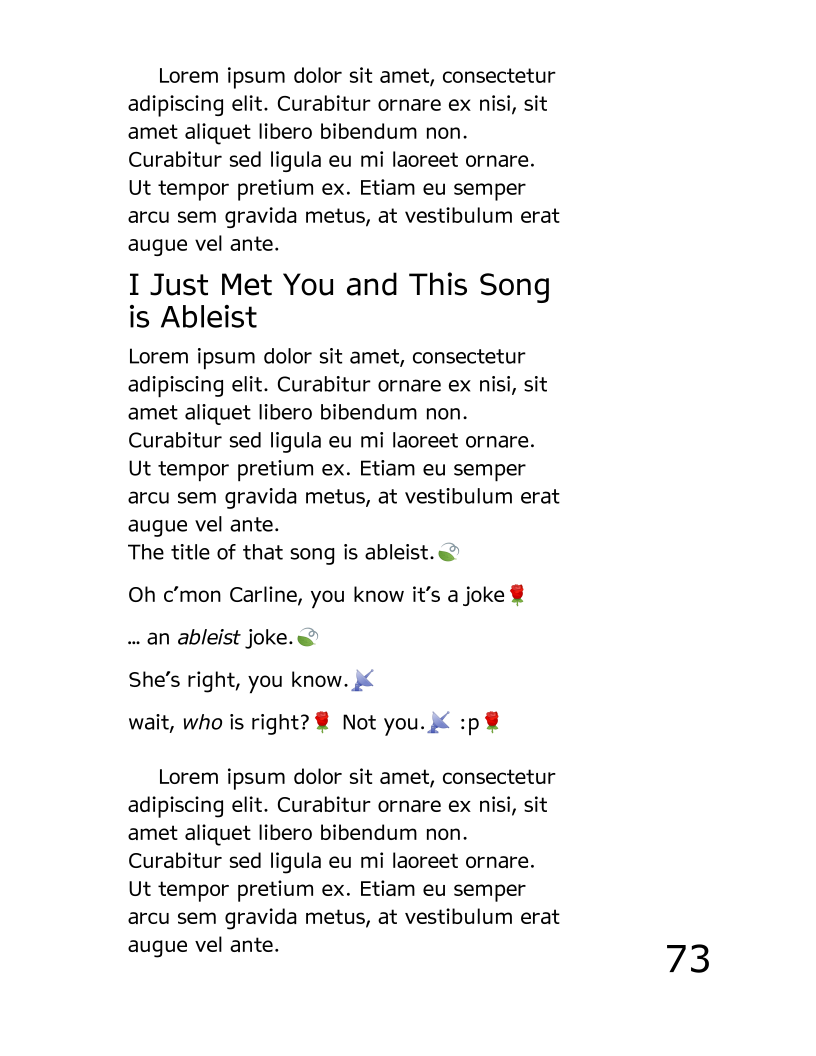 Lorem ipsum dolor sit amet, consectetur
adipiscing elit. Curabitur ornare ex nisi, sit
amet aliquet libero bibendum non.
Curabitur sed ligula eu mi laoreet ornare.
Ut tempor pretium ex. Etiam eu semper
arcu sem gravida metus, at vestibulum erat
augue vel ante.
I Just Met You and This Song
is Ableist
Lorem ipsum dolor sit amet, consectetur
adipiscing elit. Curabitur ornare ex nisi, sit
amet aliquet libero bibendum non.
Curabitur sed ligula eu mi laoreet ornare.
Ut tempor pretium ex. Etiam eu semper
arcu sem gravida metus, at vestibulum erat
augue vel ante.
The title of that song is ableist.
Oh c’mon Carline, you know it’s a joke🌹
… an ableist joke.
She’s right, you know.📡
wait, who is right?🌹 Not you.📡 :p🌹
Lorem ipsum dolor sit amet, consectetur
adipiscing elit. Curabitur ornare ex nisi, sit
amet aliquet libero bibendum non.
Curabitur sed ligula eu mi laoreet ornare.
Ut tempor pretium ex. Etiam eu semper
arcu sem gravida metus, at vestibulum erat
augue vel ante.
73